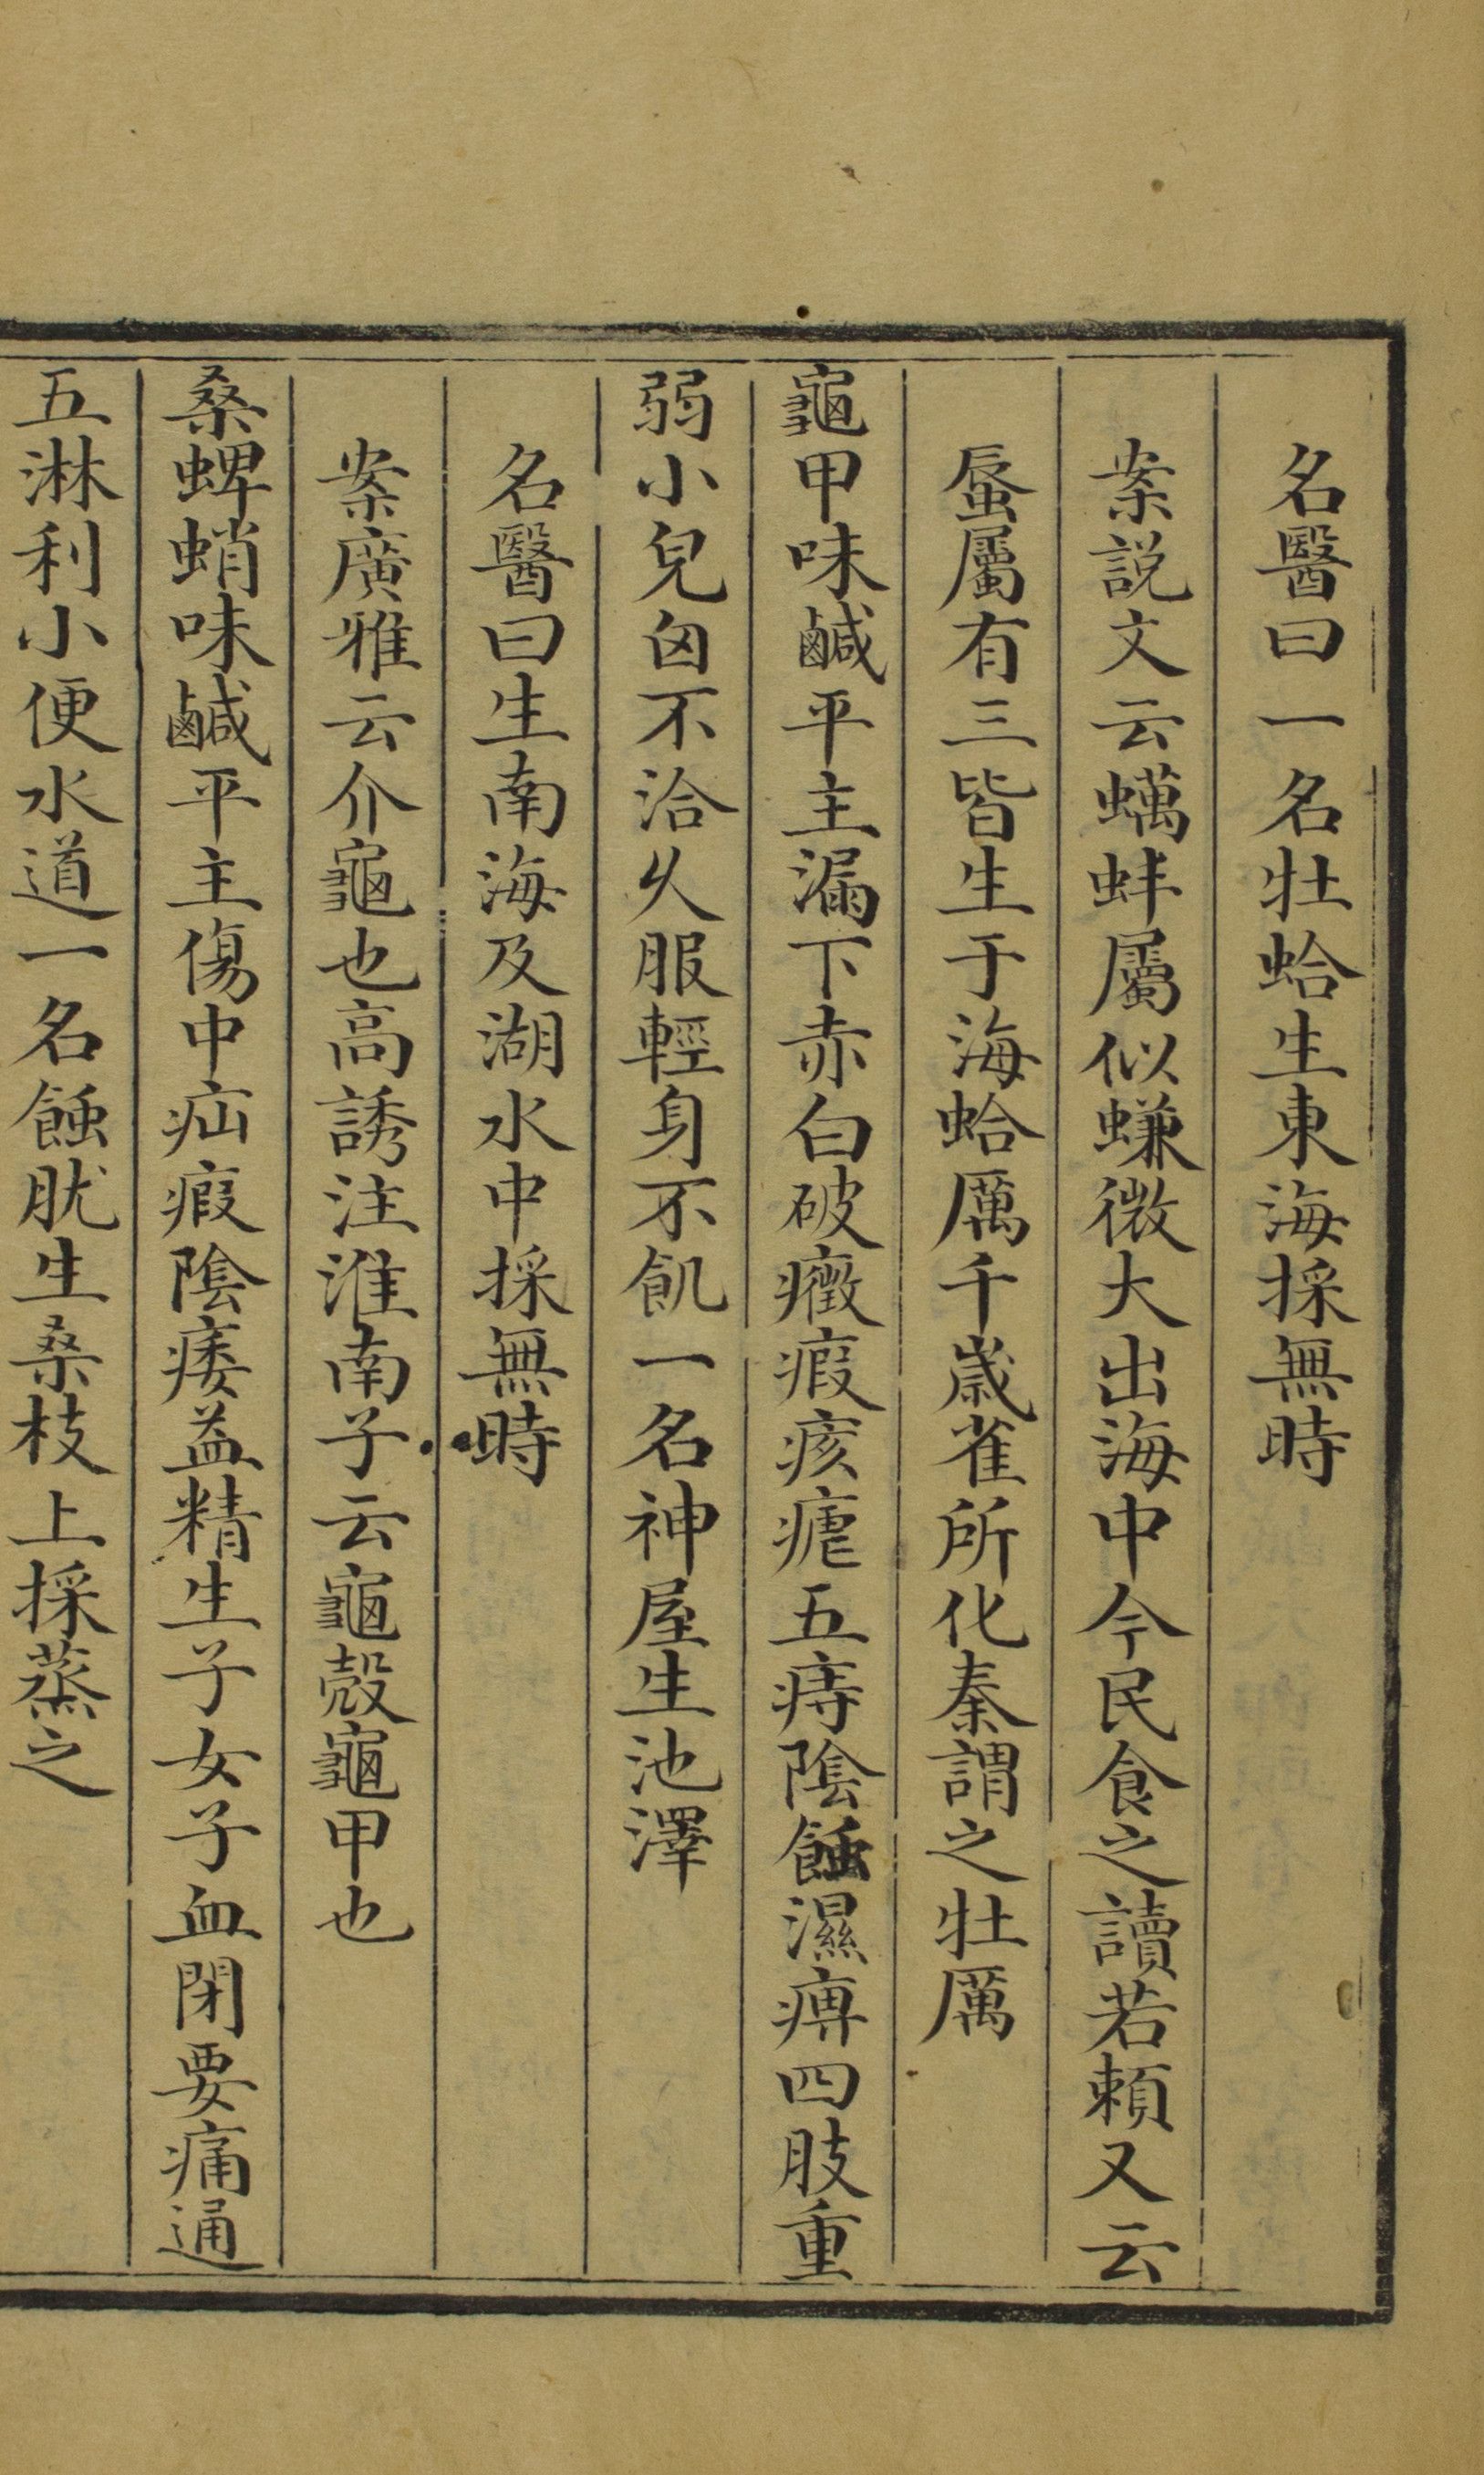 名醫曰一名牡蛤生東海採無時
案説文云蠇蚌屬似螊微大出海中今民食之讀若賴又云
蜃屬有三皆生于海蛤厲千歲雀所化秦謂之牡厲
龜甲味鹹平主漏下赤白破癥瘕痎瘧五痔陰蝕濕痹四肢重
弱小兒囟不洽久服輕身不飢一名神屋生池澤
名醫曰生南海及湖水中採無時
案廣雅云介龜也高誘注淮南子云龜殼龜甲也
桑蜱蛸味鹹平主傷中疝瘕陰痿益精生子女子血閉要痛通
五淋利小便水道一名蝕肬生桑枝上採蒸之